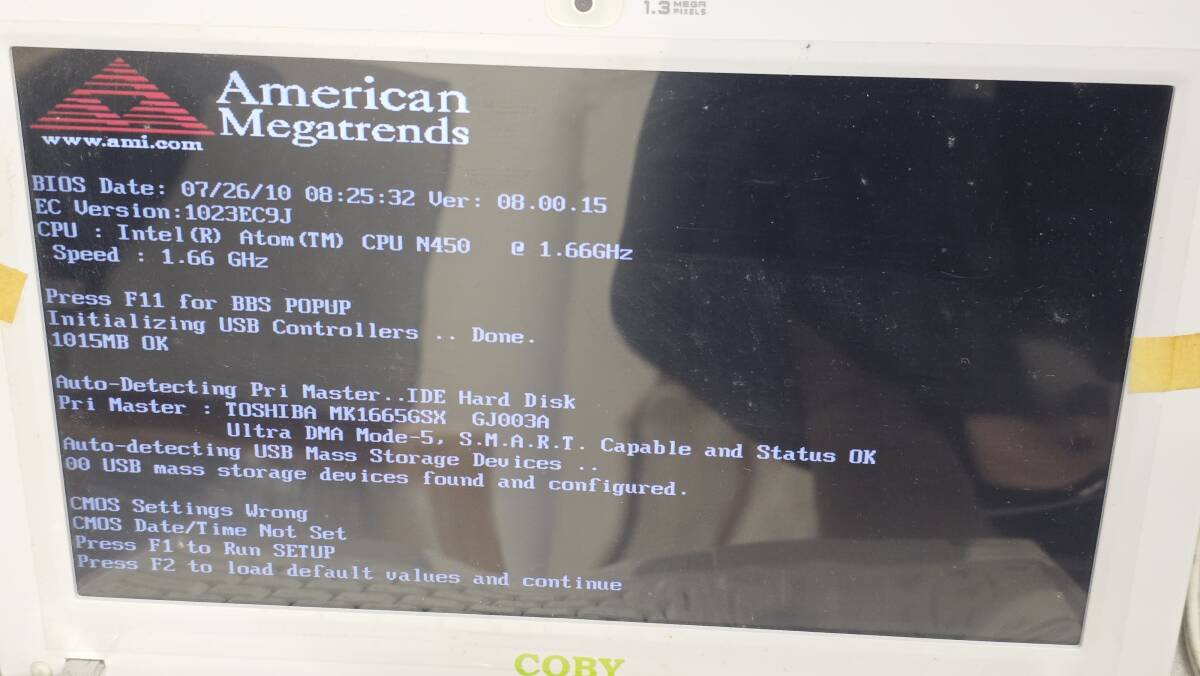 1.3 MEGA PIXELS
American
Megatrends
www.ami.com
BIOS Date: 07/26/10 08:25:32 Ver: 08.00.15
EC Version:1023EC9J
CPU : Intel(R) Atom(TM) CPU N450 @ 1.66GHz
Speed : 1.66 GHz
Press F11 for BBS POPUP
Initializing USB Controllers .. Done.
1015MB OK
Auto-Detecting Pri Master..IDE Hard Disk
Pri Master : TOSHIBA MK1665GSX GJ003A
Ultra DMA Mode-5, S.M.A.R.T. Capable and Status OK
Auto-detecting USB Mass Storage Devices ..
00 USB mass storage devices found and configured.
CMOS Settings Wrong
CMOS Date/Time Not Set
Press F1 to Run SETUP
Press F2 to load default values and continue
COBY